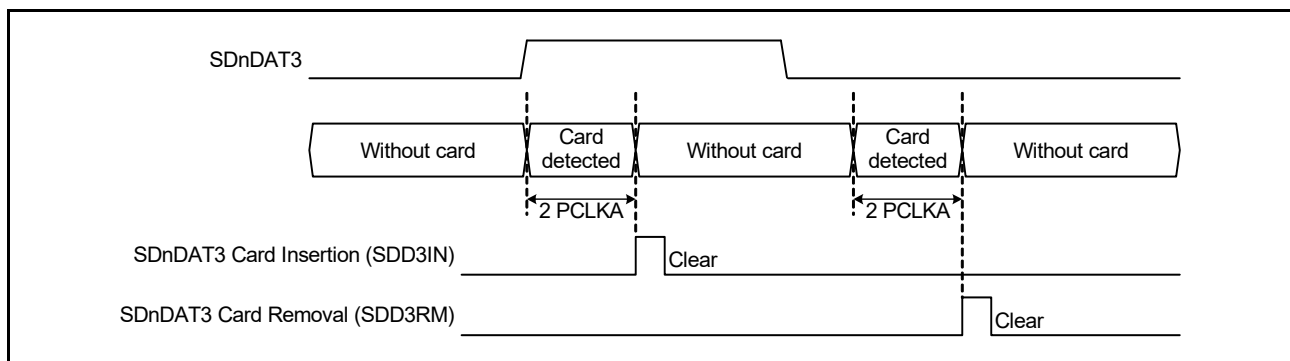 SDnDAT3
Without card
Card
detected
Without card
Card
detected
Without card
2 PCLKA
2 PCLKA
SDnDAT3 Card Insertion (SDD3IN)
Clear
SDnDAT3 Card Removal (SDD3RM)
Clear